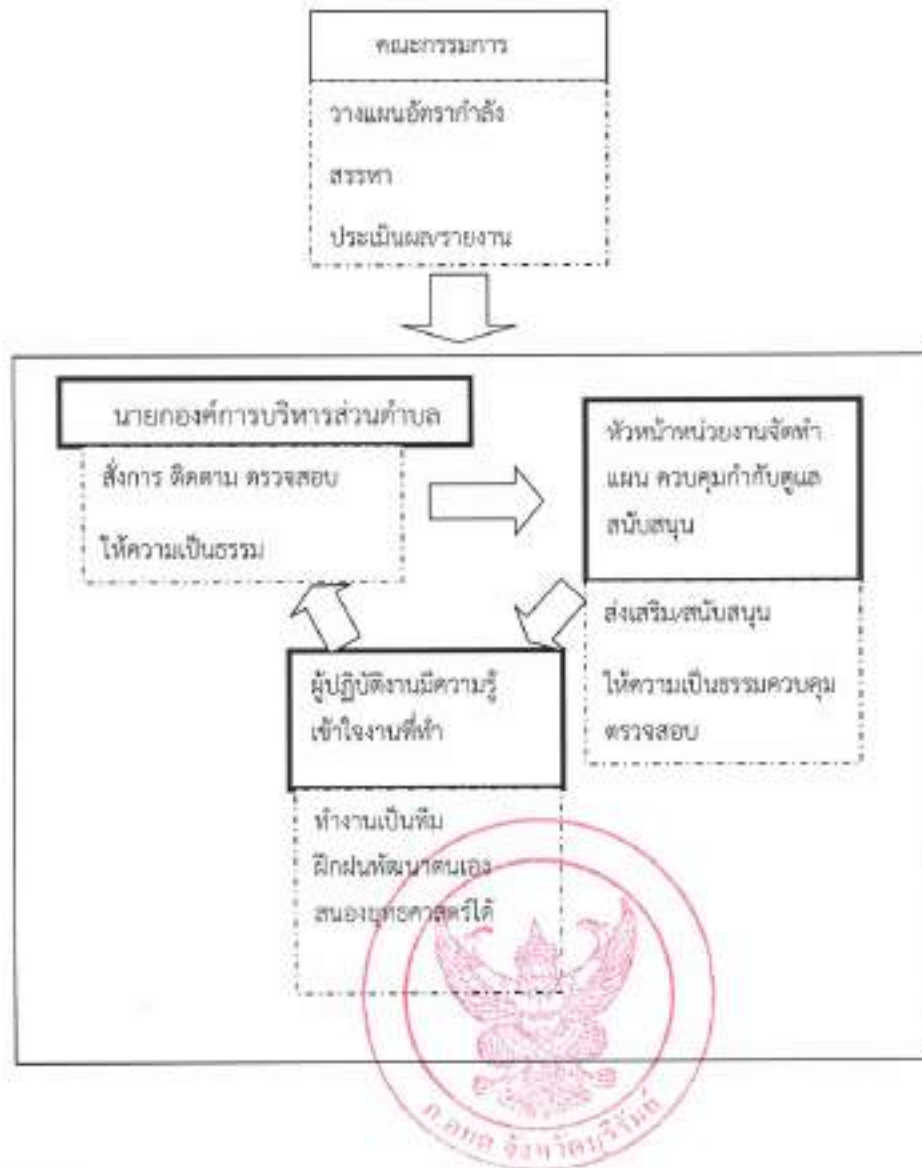 คณะกรรมการ
วางแผนอัตรากำลัง
สรรหา
ประเมินผล/รายงาน
นายกองค์การบริหารส่วนตำบล
สั่งการ ติดตาม ตรวจสอบ
ให้ความเป็นธรรม
หัวหน้าหน่วยงานจัดทำ
แผน ควบคุมกำกับดูแล
สนับสนุน
ส่งเสริม/สนับสนุน
ให้ความเป็นธรรมควบคุม
ตรวจสอบ
ผู้ปฏิบัติงานมีความรู้
เข้าใจงานที่ทำ
ทำงานเป็นทีม
ฝึกฝนพัฒนาตนเอง
สนองยุทธศาสตร์ได้
จังหวัดบุรีรัมย์